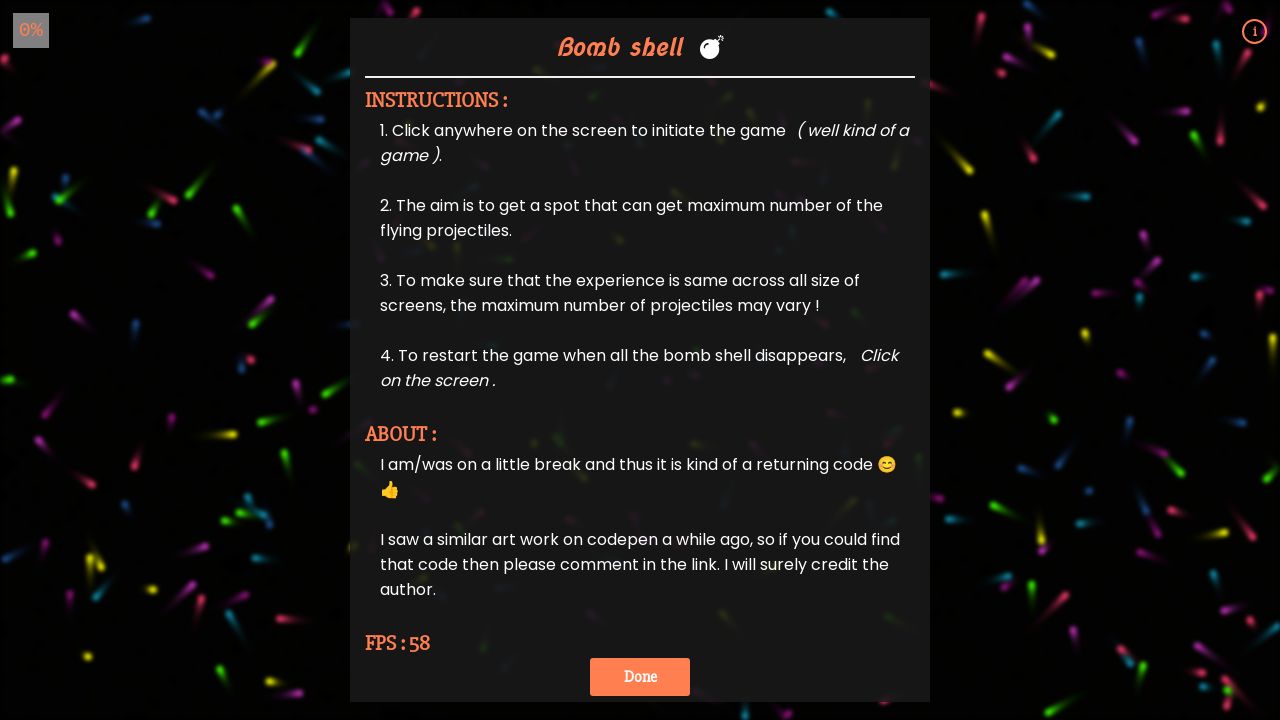 0%
i
Bomb shell 💣
INSTRUCTIONS :
1. Click anywhere on the screen to initiate the game ( well kind of a
game ).
2. The aim is to get a spot that can get maximum number of the
flying projectiles.
3. To make sure that the experience is same across all size of
screens, the maximum number of projectiles may vary !
4. To restart the game when all the bomb shell disappears, Click
on the screen .
ABOUT :
I am/was on a little break and thus it is kind of a returning code 😊
👍
I saw a similar art work on codepen a while ago, so if you could find
that code then please comment in the link. I will surely credit the
author.
FPS : 58
Done